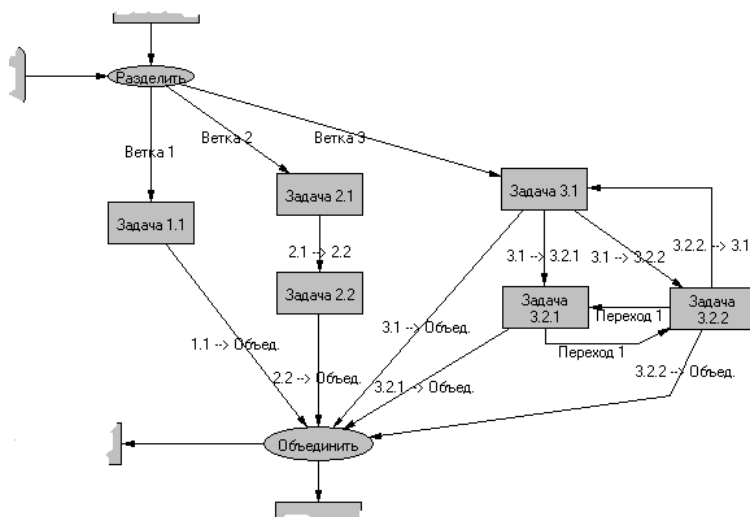 Разделить
Ветка 1
Ветка 2
Ветка 3
Задача 1.1
Задача 2.1
Задача 3.1
2.1 --> 2.2
3.1 --> 3.2.1
3.1 --> 3.2.2
3.2.2. --> 3.1
Задача 2.2
Задача
3.2.1
Переход 1
Задача
3.2.2
Переход 1
1.1 --> Объед.
2.2 --> Объед.
3.1 --> Объед.
3.2.1 --> Объед.
3.2.2 --> Объед.
Объединить